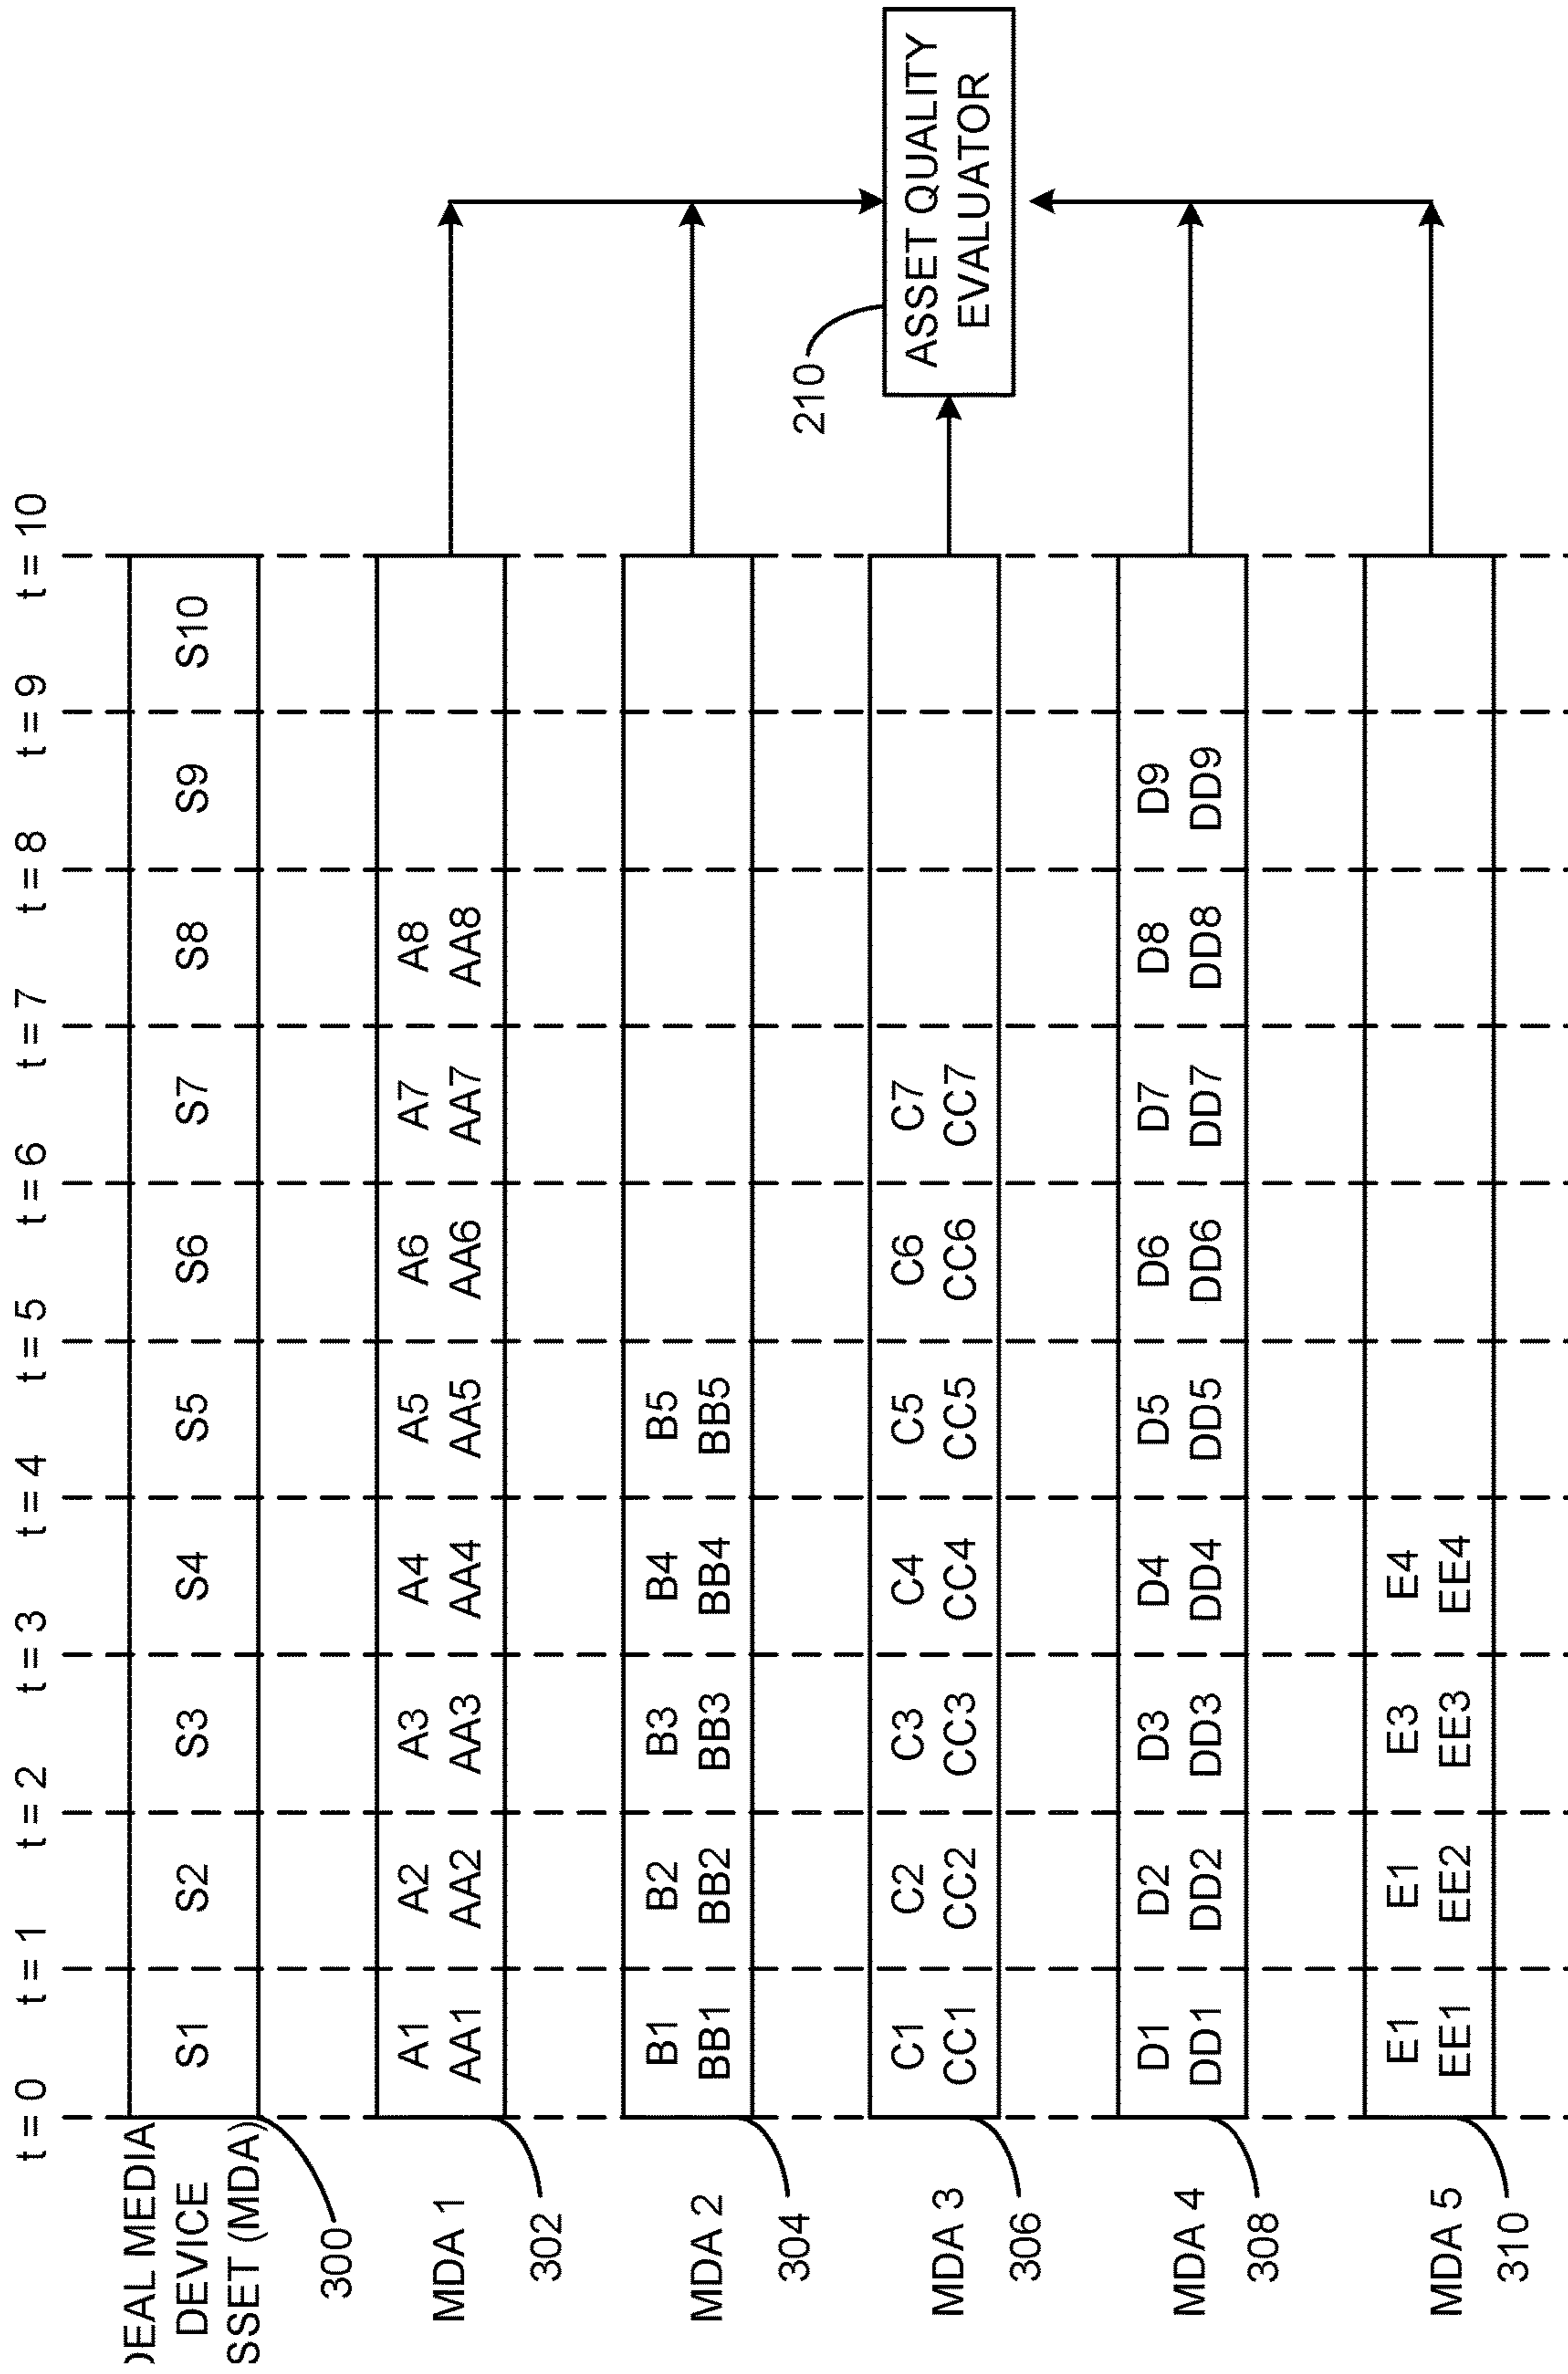 t = 0 t = 1 t = 2 t = 3 t = 4 t = 5 t = 6 t = 7 t = 8 t = 9 t = 10
DEAL MEDIA
DEVICE
SSET (MDA)
S1 S2 S3 S4 S5 S6 S7 S8 S9 S10
300
MDA 1
A1 A2 A3 A4 A5 A6 A7 A8
AA1 AA2 AA3 AA4 AA5 AA6 AA7 AA8
302
MDA 2
B1 B2 B3 B4 B5
BB1 BB2 BB3 BB4 BB5
304
210
MDA 3
C1 C2 C3 C4 C5 C6 C7
CC1 CC2 CC3 CC4 CC5 CC6 CC7
306
ASSET QUALITY
EVALUATOR
MDA 4
D1 D2 D3 D4 D5 D6 D7 D8 D9
DD1 DD2 DD3 DD4 DD5 DD6 DD7 DD8 DD9
308
MDA 5
E1 E1 E3 E4
EE1 EE2 EE3 EE4
310